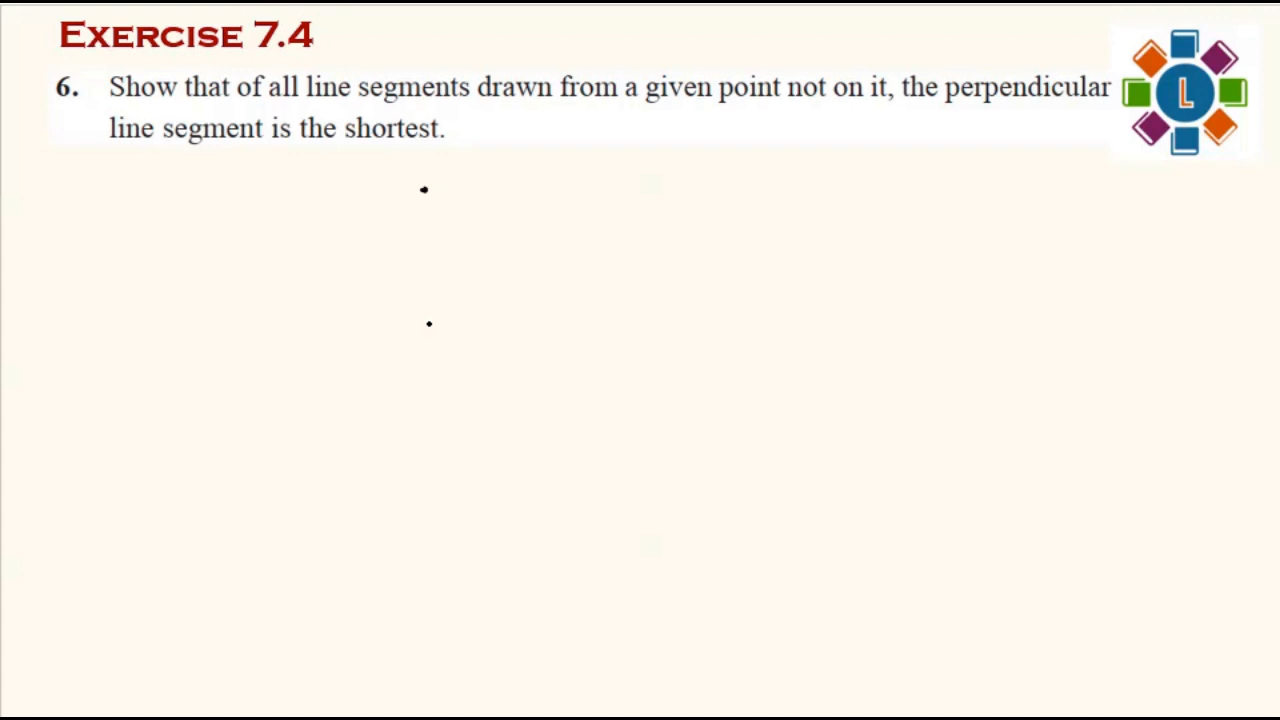 EXERCISE 7.4
6. Show that of all line segments drawn from a given point not on it, the perpendicular
line segment is the shortest.
L